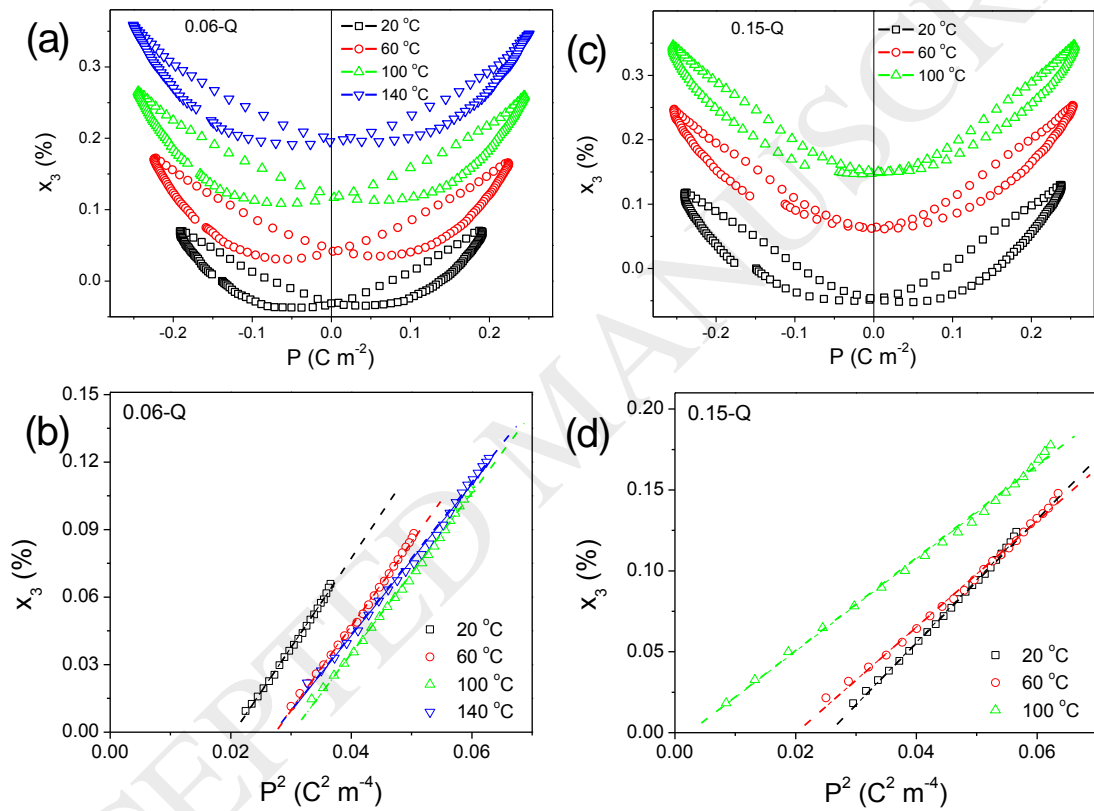 (a)
0.06-Q
20 °C
60 °C
100 °C
140 °C
0.3
0.2
0.1
0.0
x₃ (%)
-0.2
-0.1
0.0
0.1
0.2
P (C m⁻²)
(c)
0.15-Q
20 °C
60 °C
100 °C
0.3
0.2
0.1
0.0
x₃ (%)
-0.2
-0.1
0.0
0.1
0.2
P (C m⁻²)
(b)
0.06-Q
0.15
0.12
0.09
0.06
0.03
0.00
x₃ (%)
20 °C
60 °C
100 °C
140 °C
0.00
0.02
0.04
0.06
P² (C² m⁻⁴)
(d)
0.15-Q
0.20
0.15
0.10
0.05
0.00
x₃ (%)
20 °C
60 °C
100 °C
0.00
0.02
0.04
0.06
P² (C² m⁻⁴)
CEPTED MANUSCRI